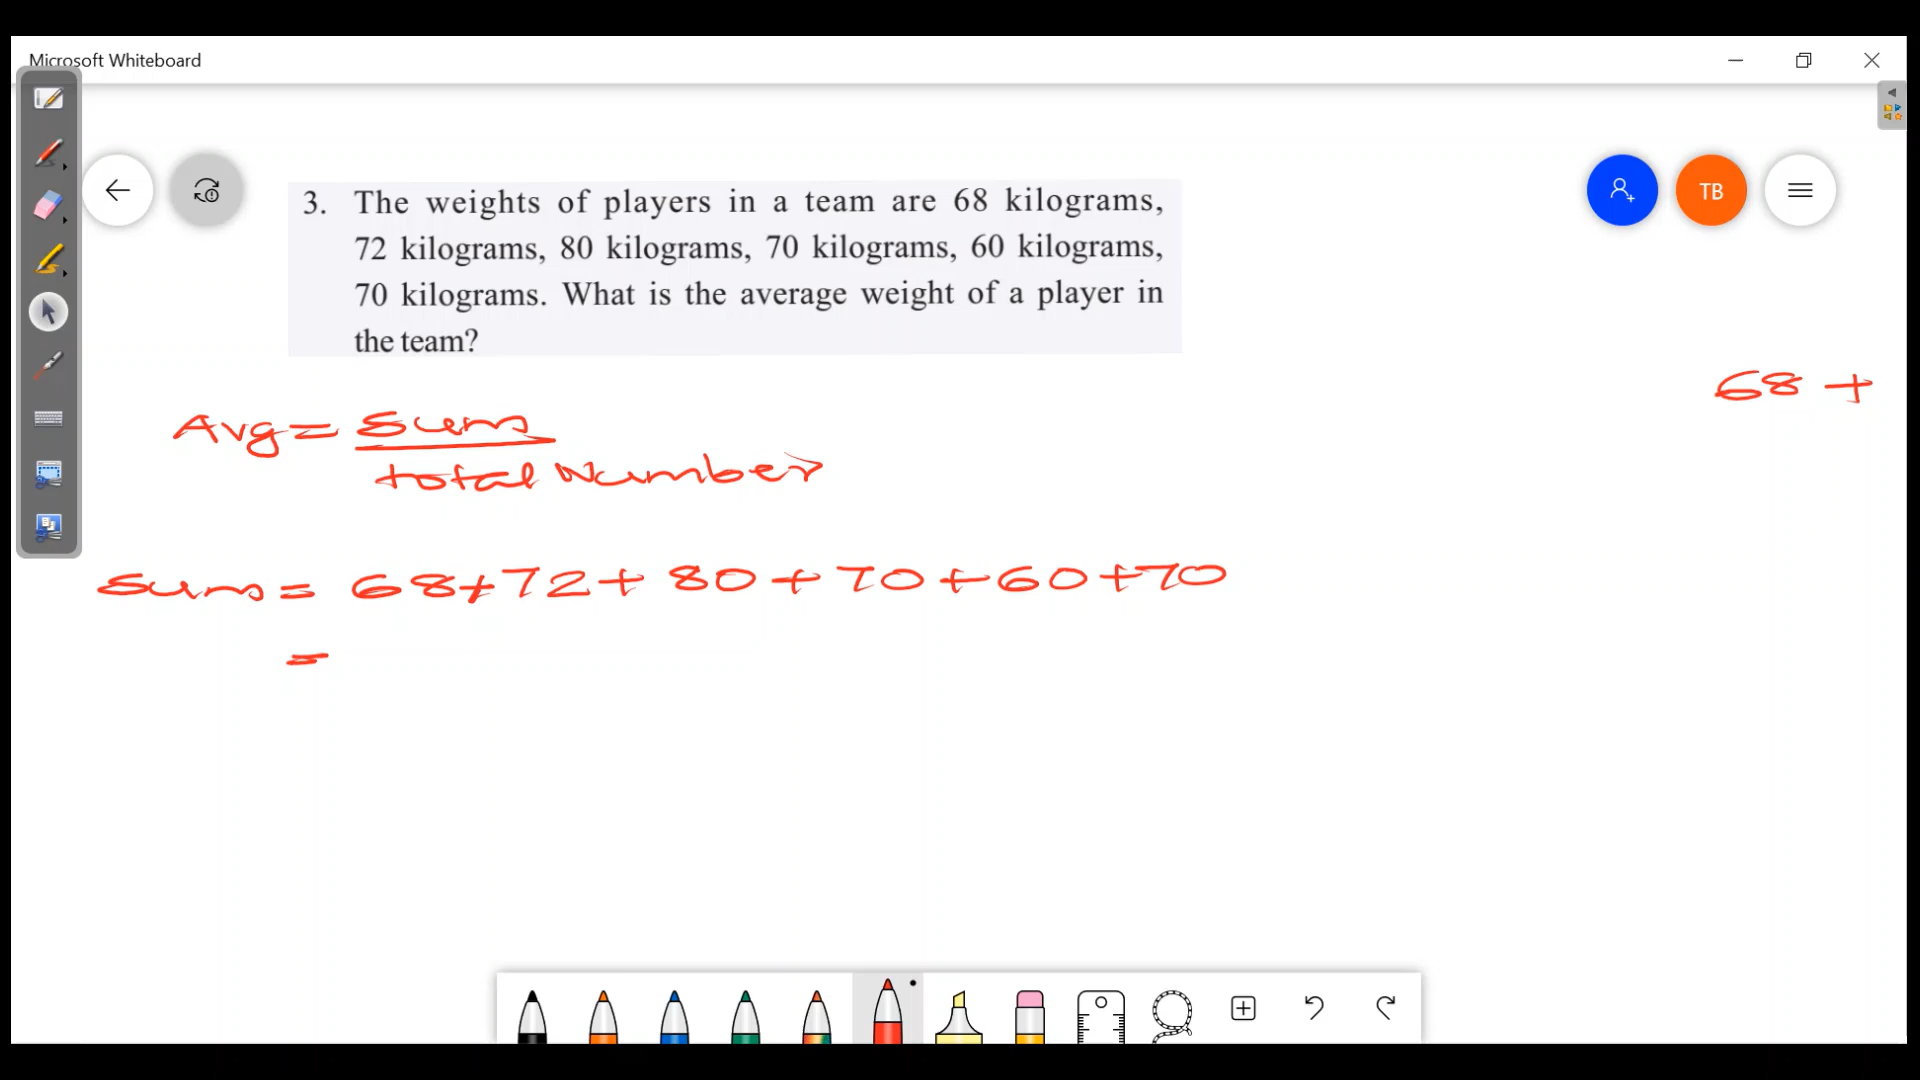 Microsoft Whiteboard
TB
3. The weights of players in a team are 68 kilograms,
72 kilograms, 80 kilograms, 70 kilograms, 60 kilograms,
70 kilograms. What is the average weight of a player in
the team?
68 +
Avg = Sum
total Number
Sum = 68+72+80+70+60+70
=